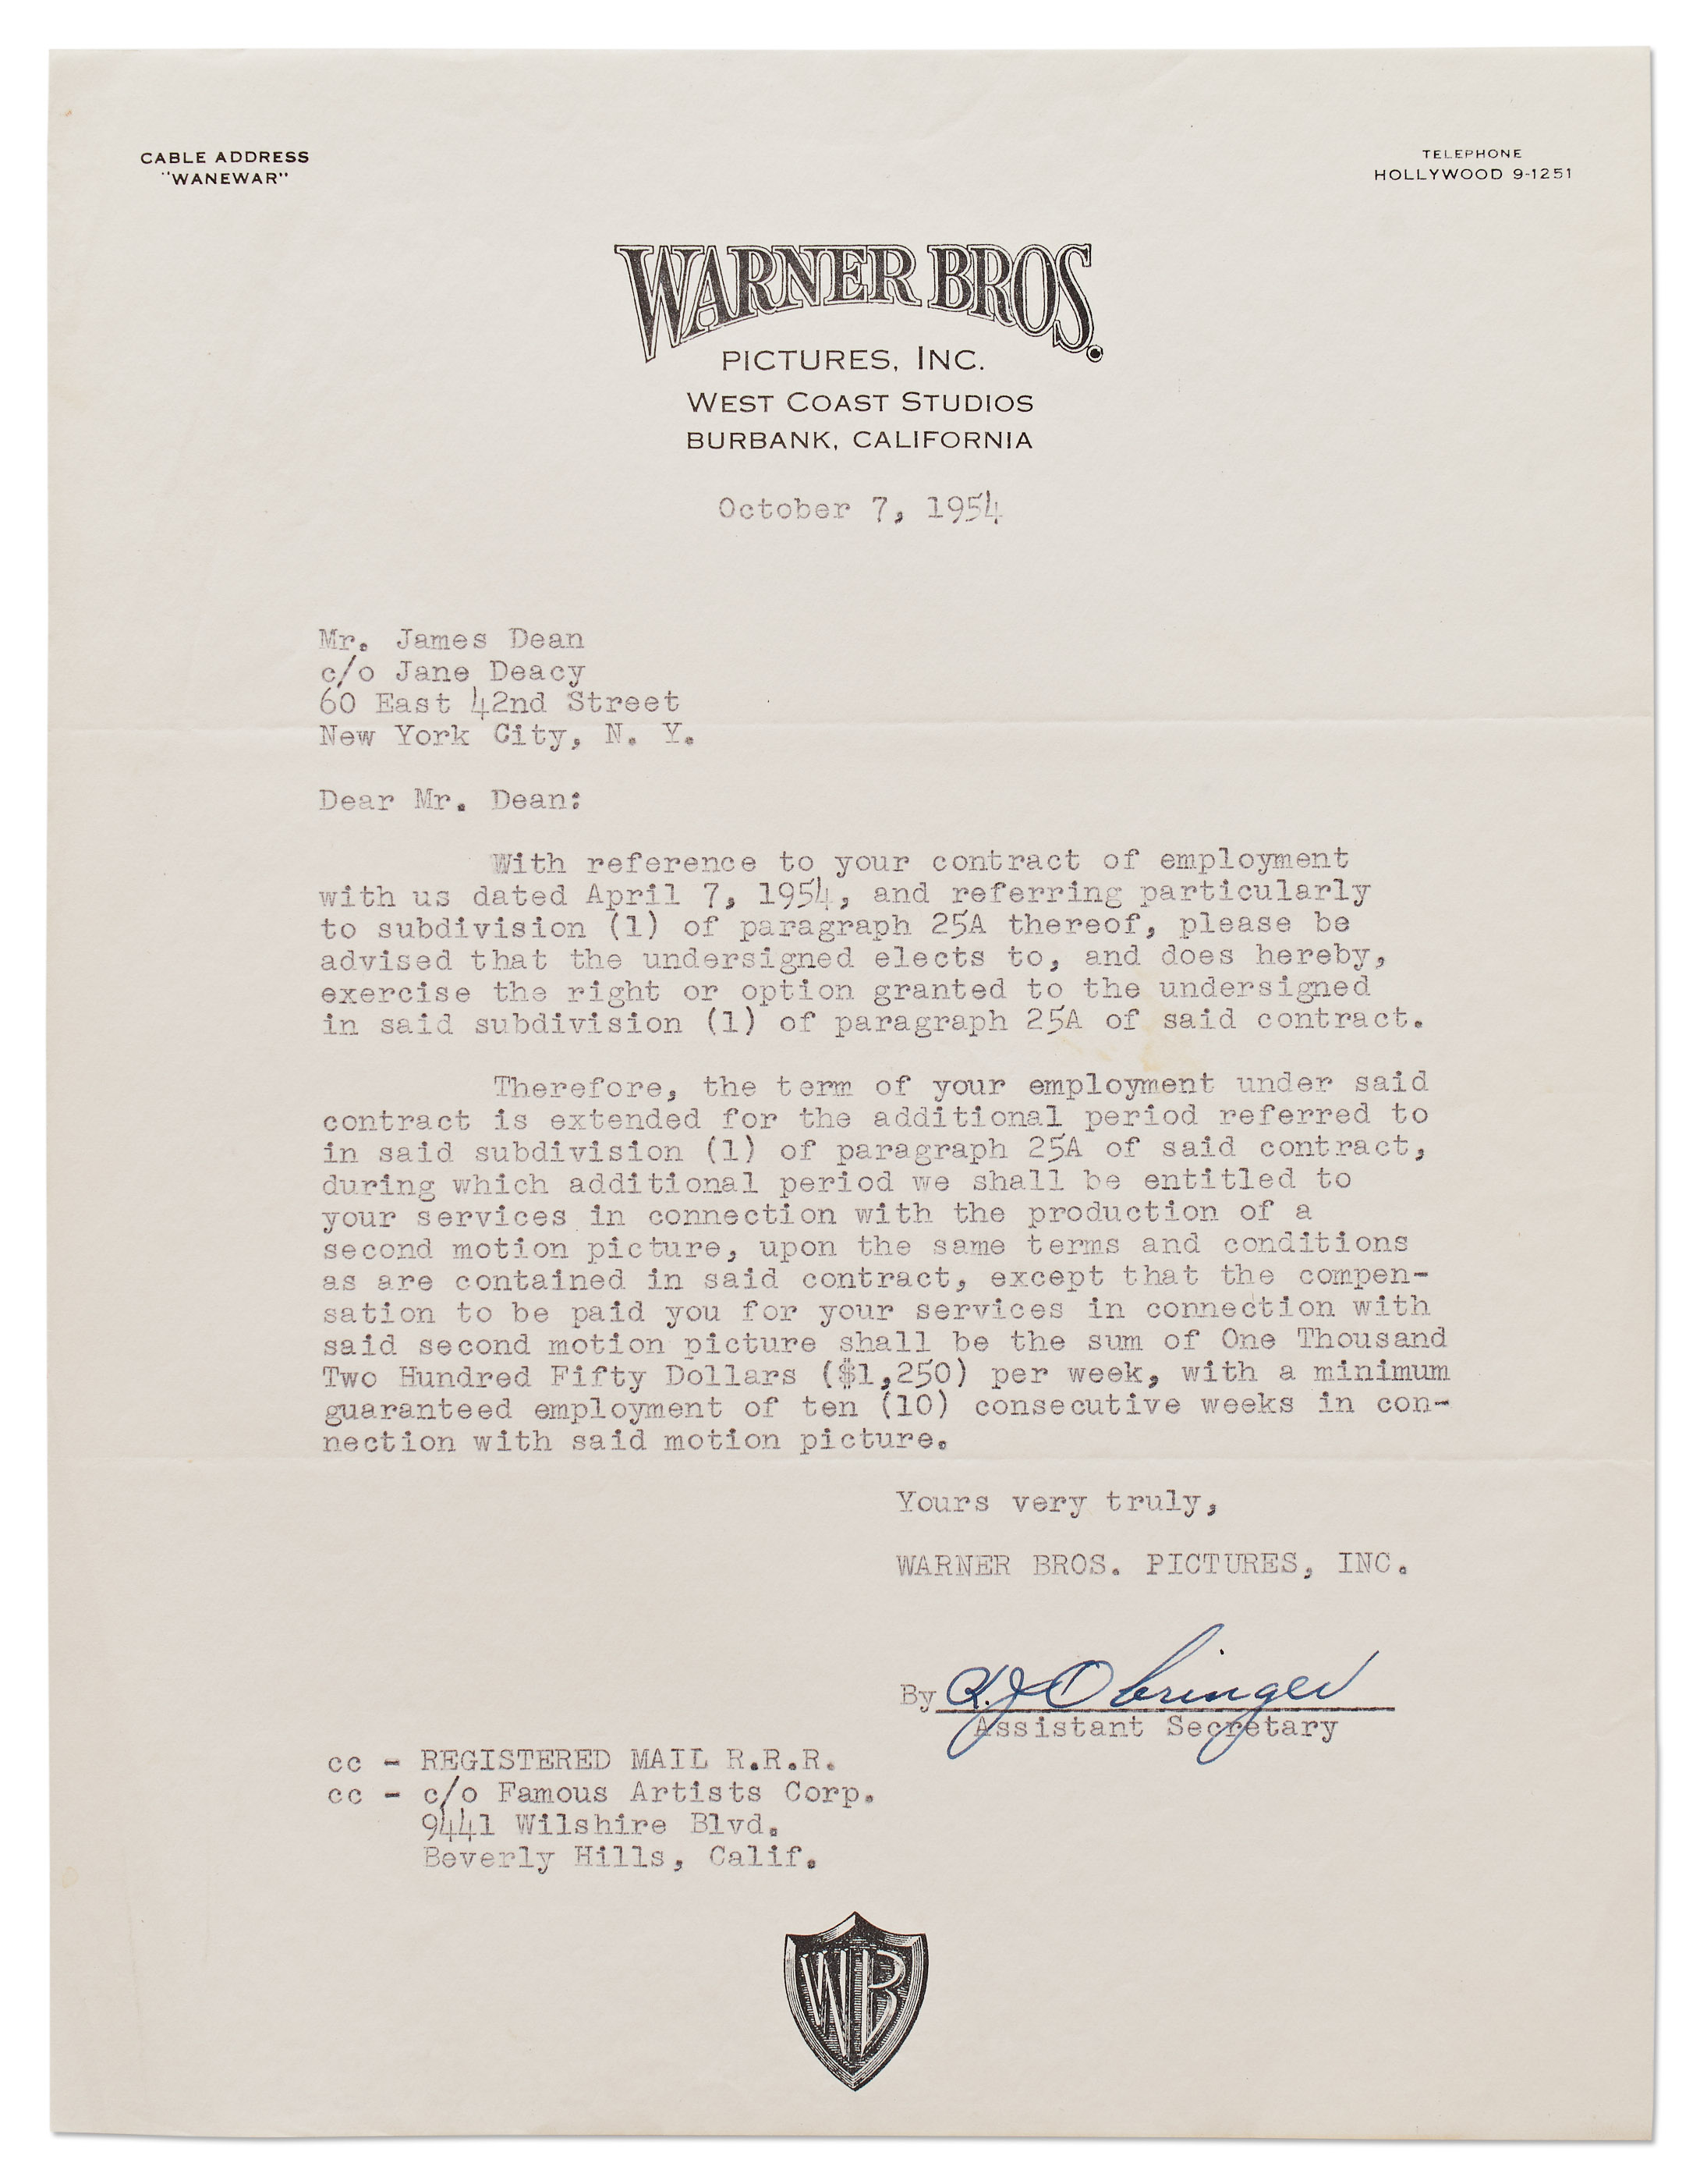 CABLE ADDRESS
"WANEWAR"
TELEPHONE
HOLLYWOOD 9-1251
WARNER BROS.
PICTURES, INC.
WEST COAST STUDIOS
BURBANK, CALIFORNIA
October 7, 1954
Mr. James Dean
c/o Jane Deacy
60 East 42nd Street
New York City, N. Y.
Dear Mr. Dean:
With reference to your contract of employment
with us dated April 7, 1954, and referring particularly
to subdivision (1) of paragraph 25A thereof, please be
advised that the undersigned elects to, and does hereby,
exercise the right or option granted to the undersigned
in said subdivision (1) of paragraph 25A of said contract.
Therefore, the term of your employment under said
contract is extended for the additional period referred to
in said subdivision (1) of paragraph 25A of said contract,
during which additional period we shall be entitled to
your services in connection with the production of a
second motion picture, upon the same terms and conditions
as are contained in said contract, except that the compen-
sation to be paid you for your services in connection with
said second motion picture shall be the sum of One Thousand
Two Hundred Fifty Dollars ($1,250) per week, with a minimum
guaranteed employment of ten (10) consecutive weeks in con-
nection with said motion picture.
Yours very truly,
WARNER BROS. PICTURES, INC.
By R.J. Obringer
Assistant Secretary
cc - REGISTERED MAIL R.R.R.
cc - c/o Famous Artists Corp.
9441 Wilshire Blvd.
Beverly Hills, Calif.
WB